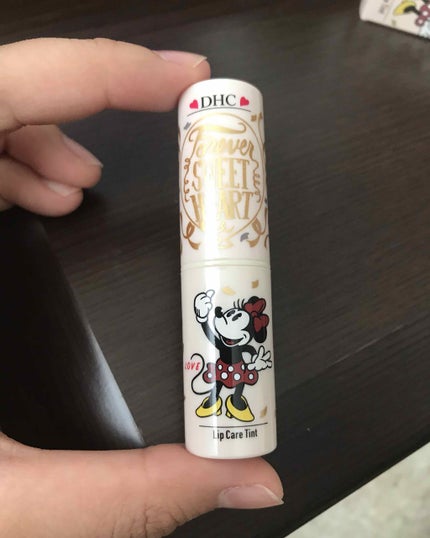 DHC
Forever
SWEET
HEART
LOVE
Lip Care Tint